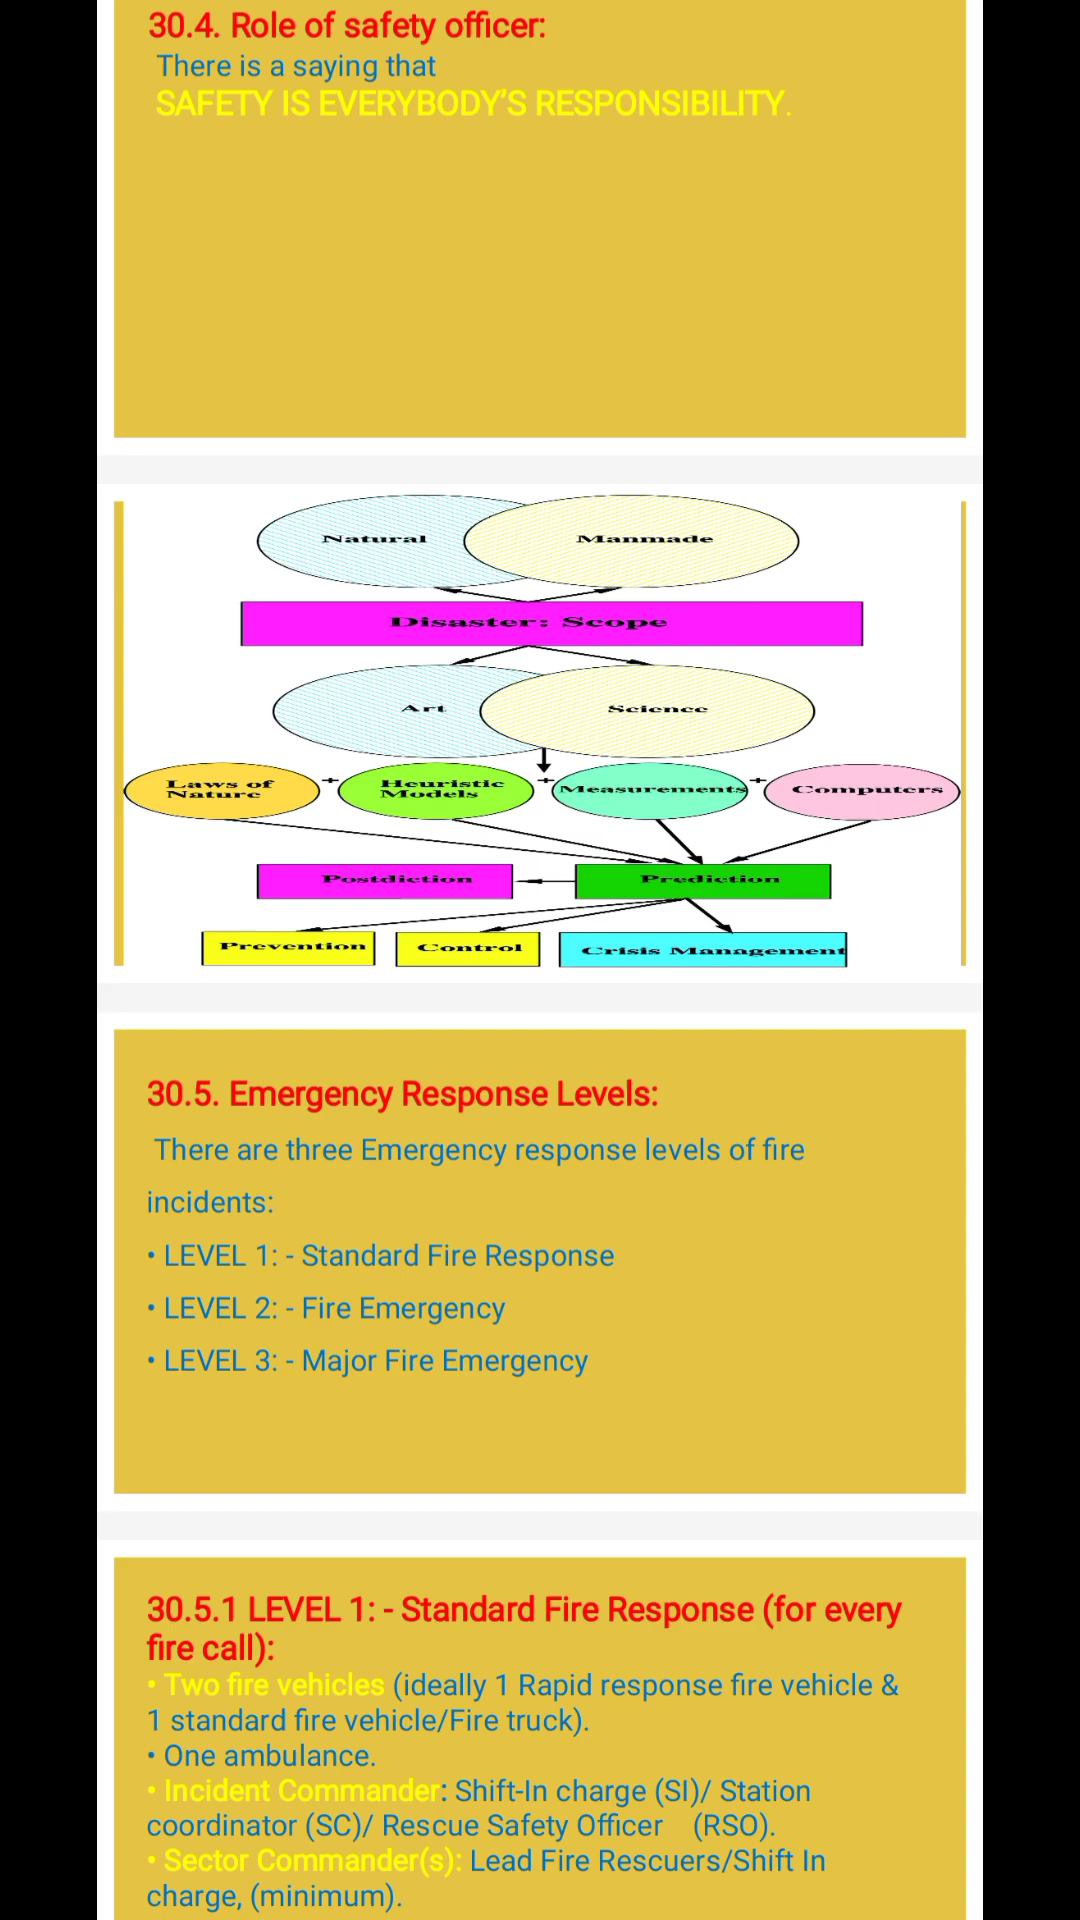 30.4. Role of safety officer:
There is a saying that
SAFETY IS EVERYBODY'S RESPONSIBILITY.
Natural
Manmade
Disaster: Scope
Art
Science
Laws of
Nature
+
Heuristic
Models
+
Measurements
+
Computers
Postdiction
Prediction
Prevention
Control
Crisis Management
30.5. Emergency Response Levels:
There are three Emergency response levels of fire
incidents:
• LEVEL 1: - Standard Fire Response
• LEVEL 2: - Fire Emergency
• LEVEL 3: - Major Fire Emergency
30.5.1 LEVEL 1: - Standard Fire Response (for every
fire call):
• Two fire vehicles (ideally 1 Rapid response fire vehicle &
1 standard fire vehicle/Fire truck).
• One ambulance.
• Incident Commander: Shift-In charge (SI)/ Station
coordinator (SC)/ Rescue Safety Officer (RSO).
• Sector Commander(s): Lead Fire Rescuers/Shift In
charge, (minimum).